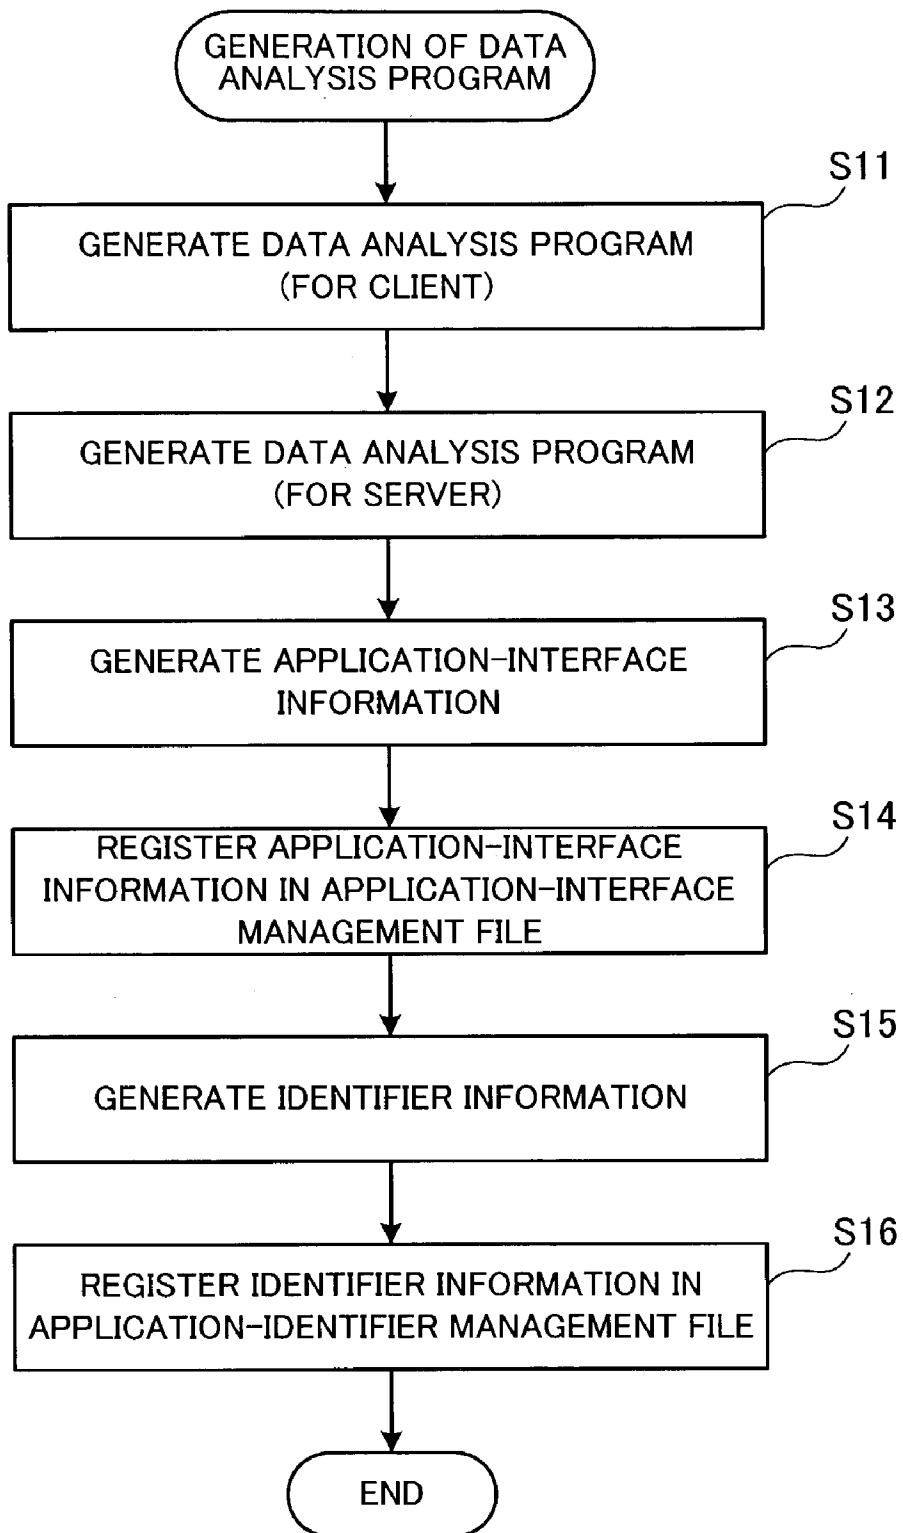 GENERATION OF DATA
ANALYSIS PROGRAM
S11
GENERATE DATA ANALYSIS PROGRAM
(FOR CLIENT)
S12
GENERATE DATA ANALYSIS PROGRAM
(FOR SERVER)
S13
GENERATE APPLICATION-INTERFACE
INFORMATION
S14
REGISTER APPLICATION-INTERFACE
INFORMATION IN APPLICATION-INTERFACE
MANAGEMENT FILE
S15
GENERATE IDENTIFIER INFORMATION
S16
REGISTER IDENTIFIER INFORMATION IN
APPLICATION-IDENTIFIER MANAGEMENT FILE
END